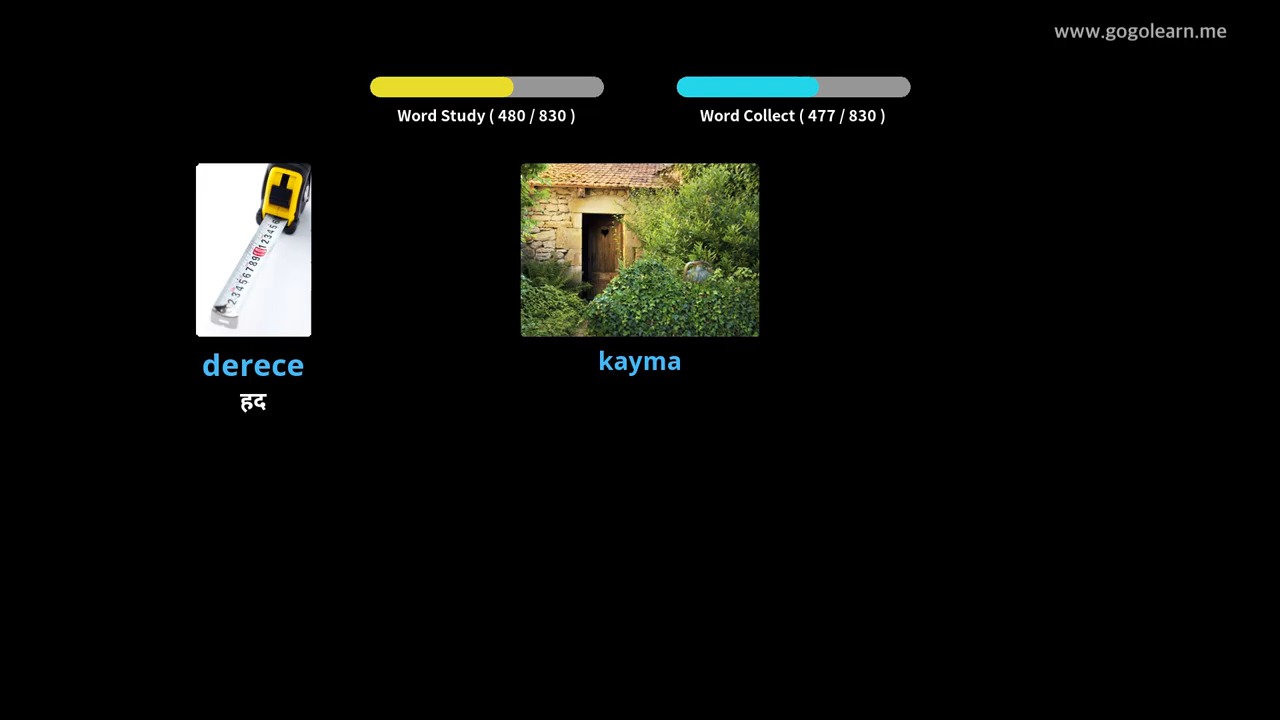 www.gogolearn.me
Word Study ( 480 / 830 )
Word Collect ( 477 / 830 )
derece
हद
kayma